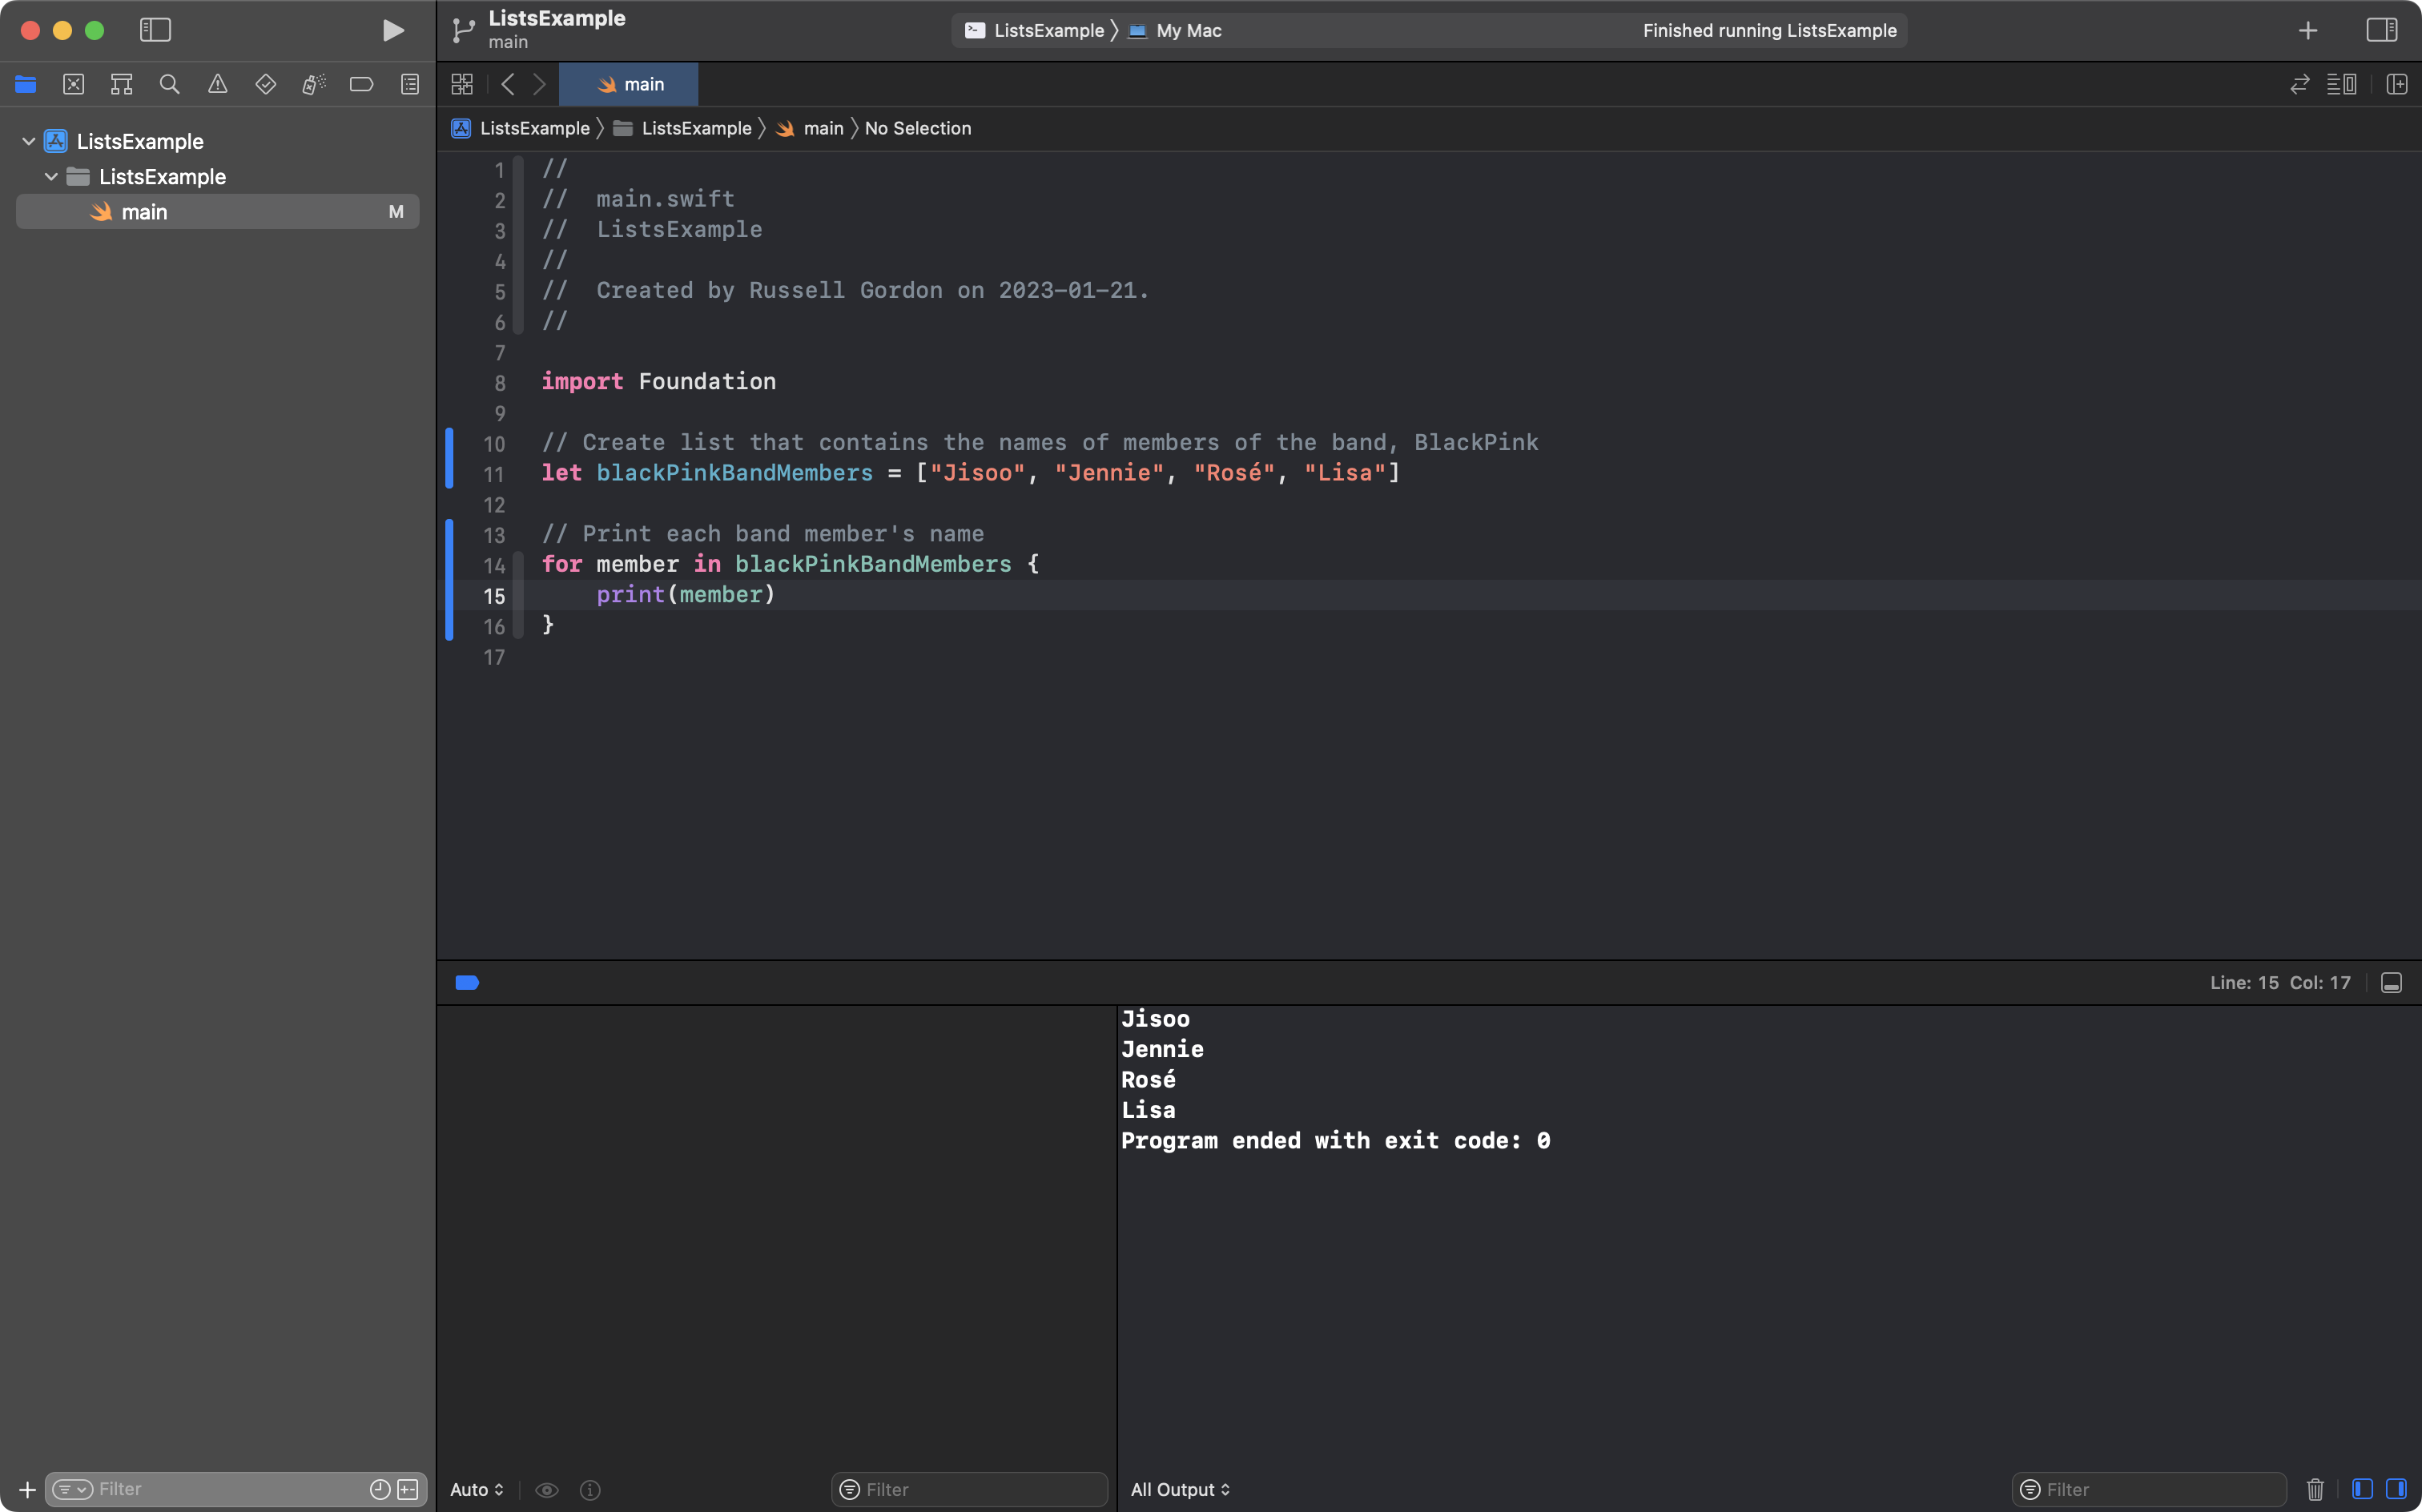 ListsExample
main
ListsExample
My Mac
Finished running ListsExample
main
ListsExample
ListsExample
main
No Selection
ListsExample
ListsExample
main
M
1 //
2 //  main.swift
3 //  ListsExample
4 //
5 //  Created by Russell Gordon on 2023-01-21.
6 //
7
8 import Foundation
9
10 // Create list that contains the names of members of the band, BlackPink
11 let blackPinkBandMembers = ["Jisoo", "Jennie", "Rosé", "Lisa"]
12
13 // Print each band member's name
14 for member in blackPinkBandMembers {
15     print(member)
16 }
17
Line: 15 Col: 17
Jisoo
Jennie
Rosé
Lisa
Program ended with exit code: 0
Filter
Auto
Filter
All Output
Filter